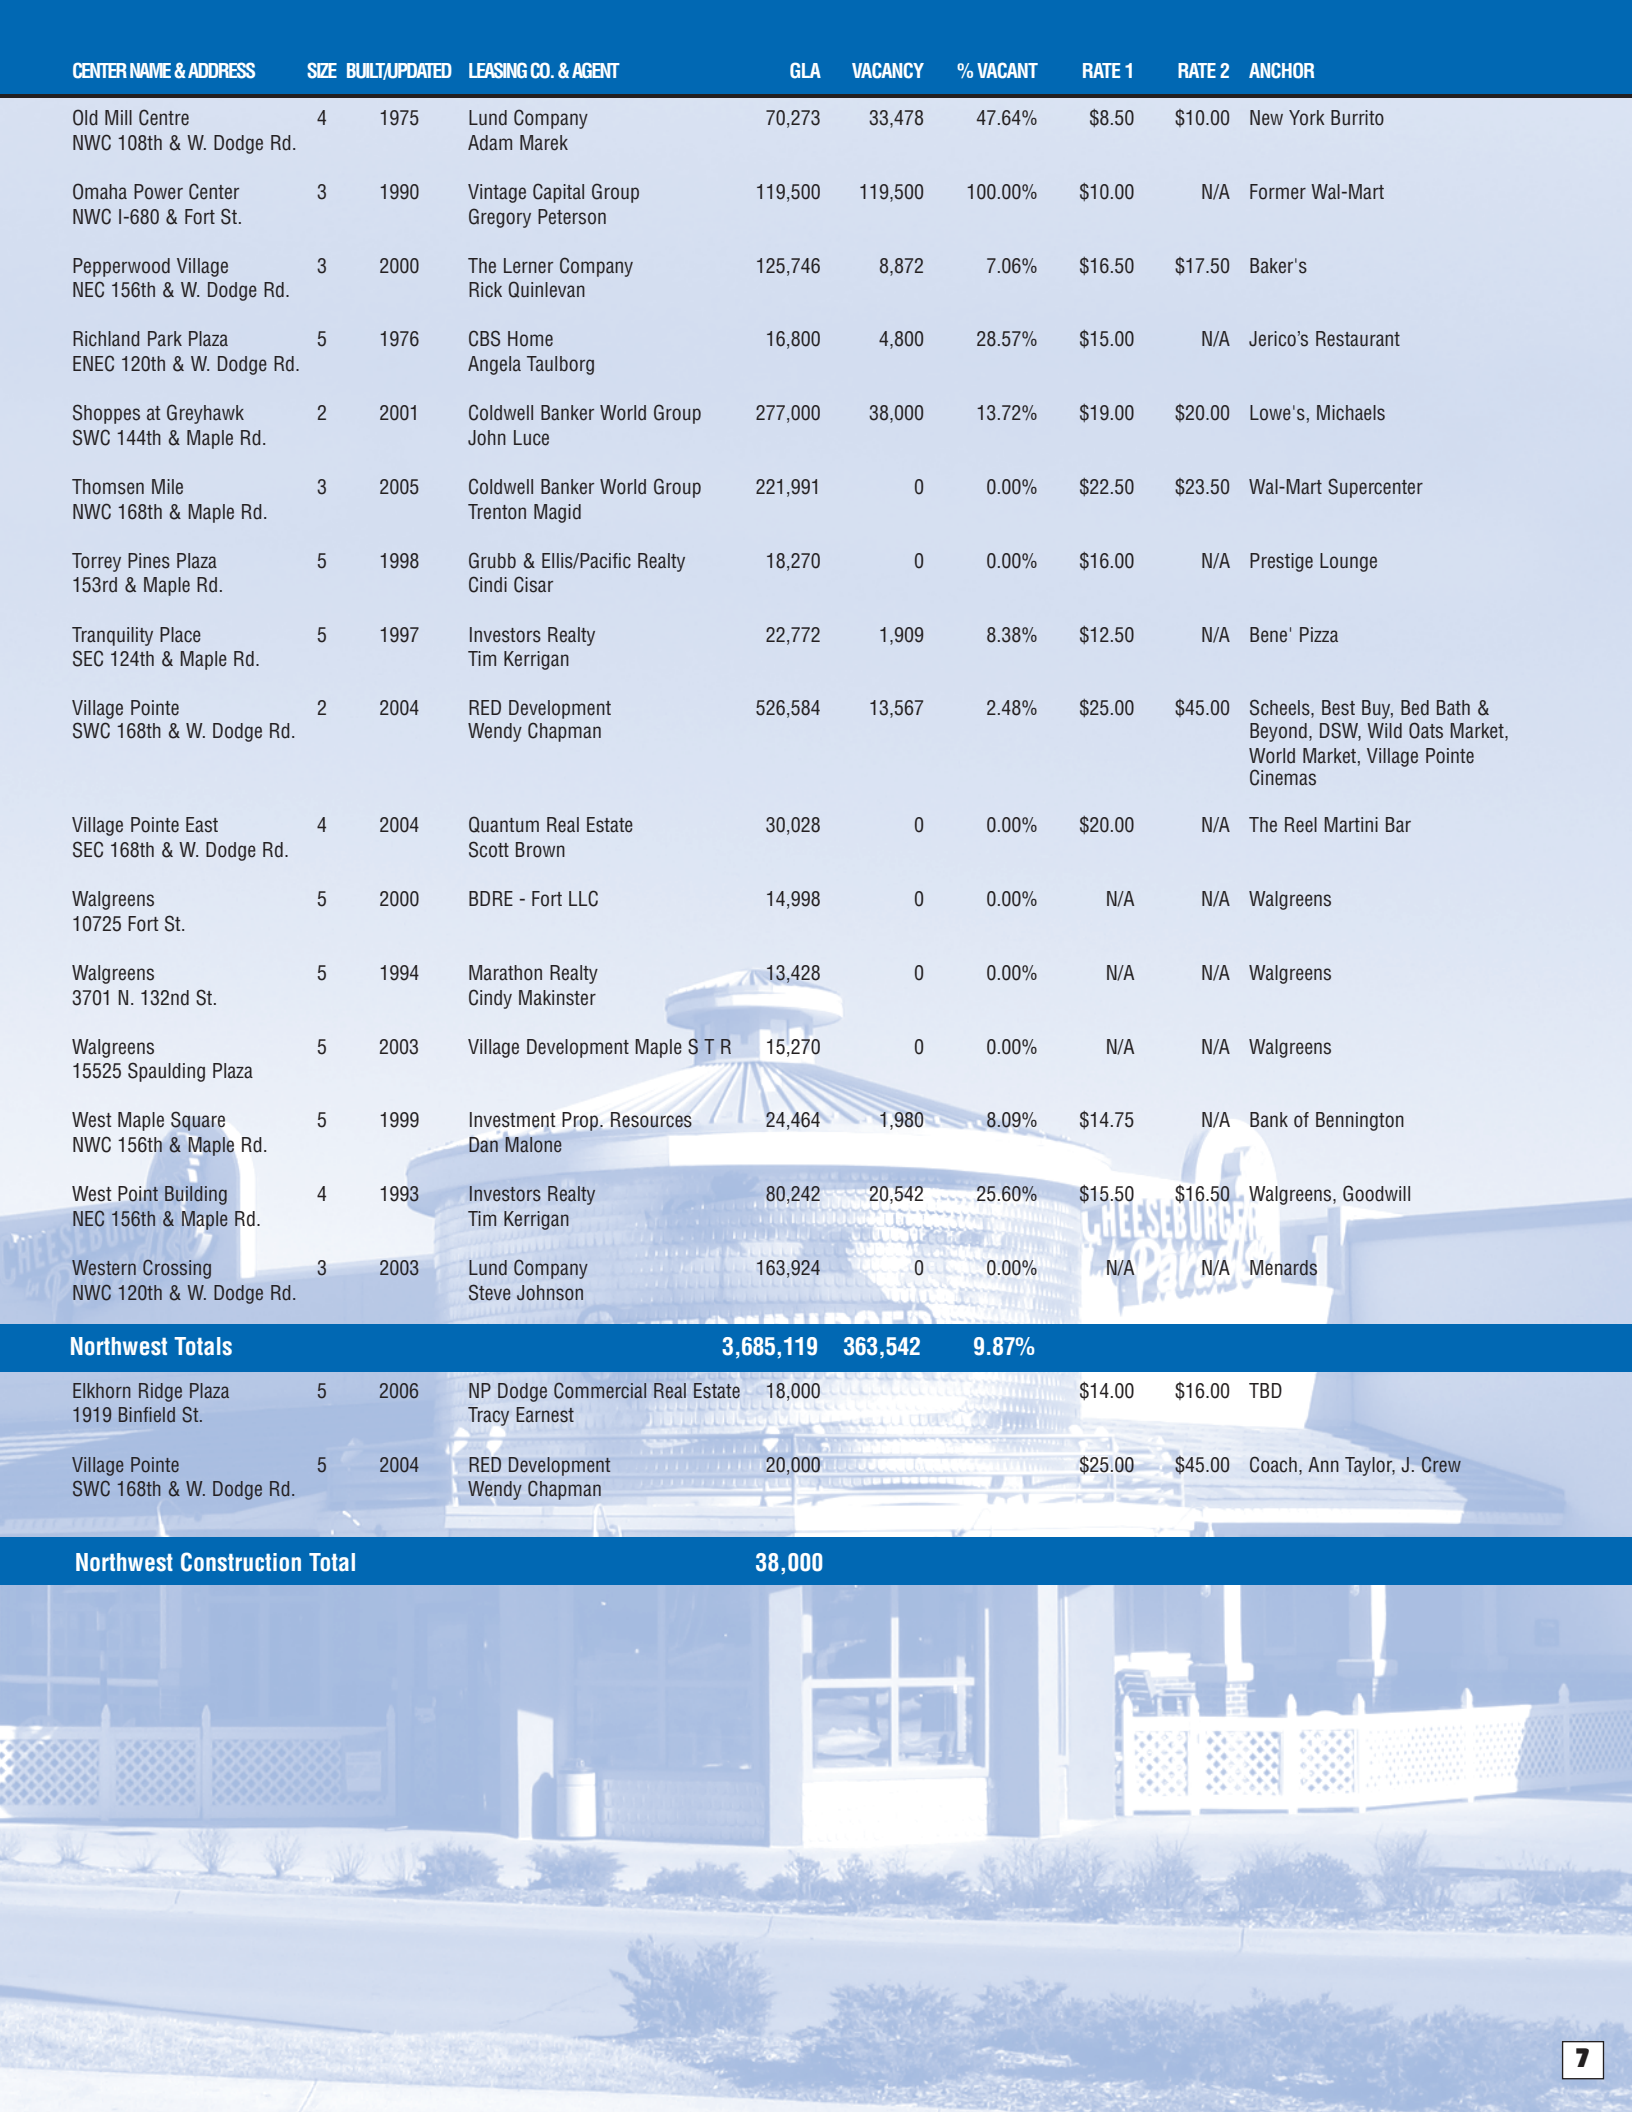 CENTER NAME & ADDRESS SIZE BUILT/UPDATED LEASING CO. & AGENT GLA VACANCY % VACANT RATE 1 RATE 2 ANCHOR
Old Mill Centre 4 1975 Lund Company 70,273 33,478 47.64% $8.50 $10.00 New York Burrito
NWC 108th & W. Dodge Rd. Adam Marek
Omaha Power Center 3 1990 Vintage Capital Group 119,500 119,500 100.00% $10.00 N/A Former Wal-Mart
NWC I-680 & Fort St. Gregory Peterson
Pepperwood Village 3 2000 The Lerner Company 125,746 8,872 7.06% $16.50 $17.50 Baker's
NEC 156th & W. Dodge Rd. Rick Quinlevan
Richland Park Plaza 5 1976 CBS Home 16,800 4,800 28.57% $15.00 N/A Jerico’s Restaurant
ENEC 120th & W. Dodge Rd. Angela Taulborg
Shoppes at Greyhawk 2 2001 Coldwell Banker World Group 277,000 38,000 13.72% $19.00 $20.00 Lowe's, Michaels
SWC 144th & Maple Rd. John Luce
Thomsen Mile 3 2005 Coldwell Banker World Group 221,991 0 0.00% $22.50 $23.50 Wal-Mart Supercenter
NWC 168th & Maple Rd. Trenton Magid
Torrey Pines Plaza 5 1998 Grubb & Ellis/Pacific Realty 18,270 0 0.00% $16.00 N/A Prestige Lounge
153rd & Maple Rd. Cindi Cisar
Tranquility Place 5 1997 Investors Realty 22,772 1,909 8.38% $12.50 N/A Bene' Pizza
SEC 124th & Maple Rd. Tim Kerrigan
Village Pointe 2 2004 RED Development 526,584 13,567 2.48% $25.00 $45.00 Scheels, Best Buy, Bed Bath &
SWC 168th & W. Dodge Rd. Wendy Chapman Beyond, DSW, Wild Oats Market,
World Market, Village Pointe
Cinemas
Village Pointe East 4 2004 Quantum Real Estate 30,028 0 0.00% $20.00 N/A The Reel Martini Bar
SEC 168th & W. Dodge Rd. Scott Brown
Walgreens 5 2000 BDRE - Fort LLC 14,998 0 0.00% N/A N/A Walgreens
10725 Fort St.
Walgreens 5 1994 Marathon Realty 13,428 0 0.00% N/A N/A Walgreens
3701 N. 132nd St. Cindy Makinster
Walgreens 5 2003 Village Development Maple S T R 15,270 0 0.00% N/A N/A Walgreens
15525 Spaulding Plaza
West Maple Square 5 1999 Investment Prop. Resources 24,464 1,980 8.09% $14.75 N/A Bank of Bennington
NWC 156th & Maple Rd. Dan Malone
West Point Building 4 1993 Investors Realty 80,242 20,542 25.60% $15.50 $16.50 Walgreens, Goodwill
NEC 156th & Maple Rd. Tim Kerrigan
CHEESEBURGER
in Paradise
Western Crossing 3 2003 Lund Company 163,924 0 0.00% N/A N/A Menards
NWC 120th & W. Dodge Rd. Steve Johnson
Northwest Totals 3,685,119 363,542 9.87%
Elkhorn Ridge Plaza 5 2006 NP Dodge Commercial Real Estate 18,000 $14.00 $16.00 TBD
1919 Binfield St. Tracy Earnest
Village Pointe 5 2004 RED Development 20,000 $25.00 $45.00 Coach, Ann Taylor, J. Crew
SWC 168th & W. Dodge Rd. Wendy Chapman
Northwest Construction Total 38,000
7